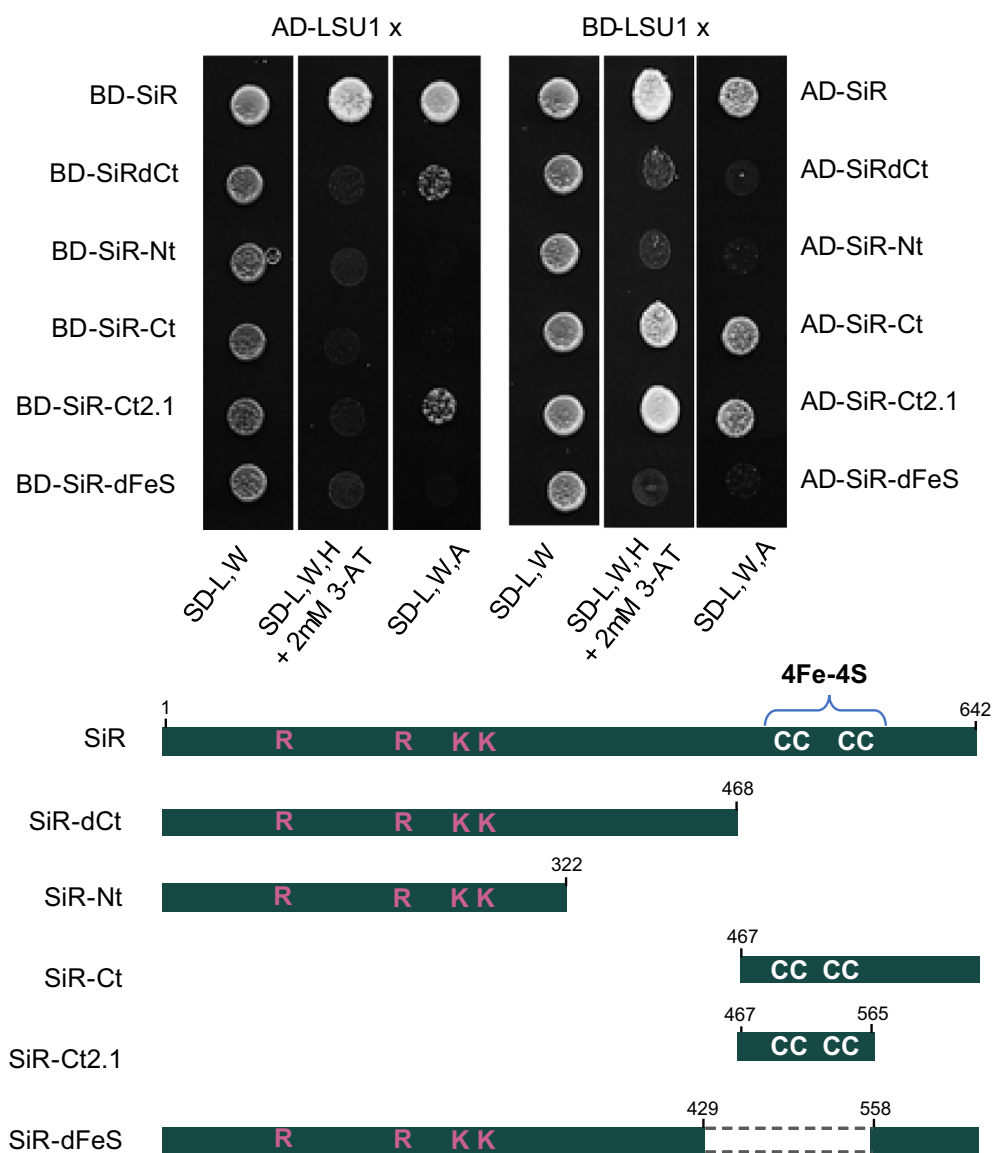 AD-LSU1 x
BD-LSU1 x
BD-SiR
AD-SiR
BD-SiRdCt
AD-SiRdCt
BD-SiR-Nt
AD-SiR-Nt
BD-SiR-Ct
AD-SiR-Ct
BD-SiR-Ct2.1
AD-SiR-Ct2.1
BD-SiR-dFeS
AD-SiR-dFeS
SD-L, W
SD-L, W,H
+ 2mM 3-AT
SD-L, W,A
SD-L, W
SD-L, W,H
+ 2mM 3-AT
SD-L, W,A
4Fe-4S
1
642
SiR
R R K K CC CC
468
SiR-dCt
R R K K
322
SiR-Nt
R R K K
467
SiR-Ct
CC CC
467 565
SiR-Ct2.1
CC CC
429 558
SiR-dFeS
R R K K